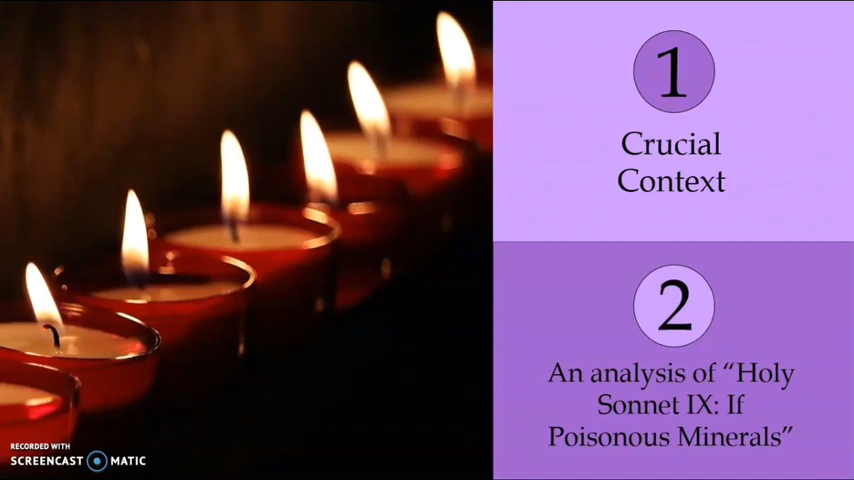 1
Crucial
Context
2
An analysis of “Holy
Sonnet IX: If
Poisonous Minerals”
RECORDED WITH
SCREENCAST MATIC